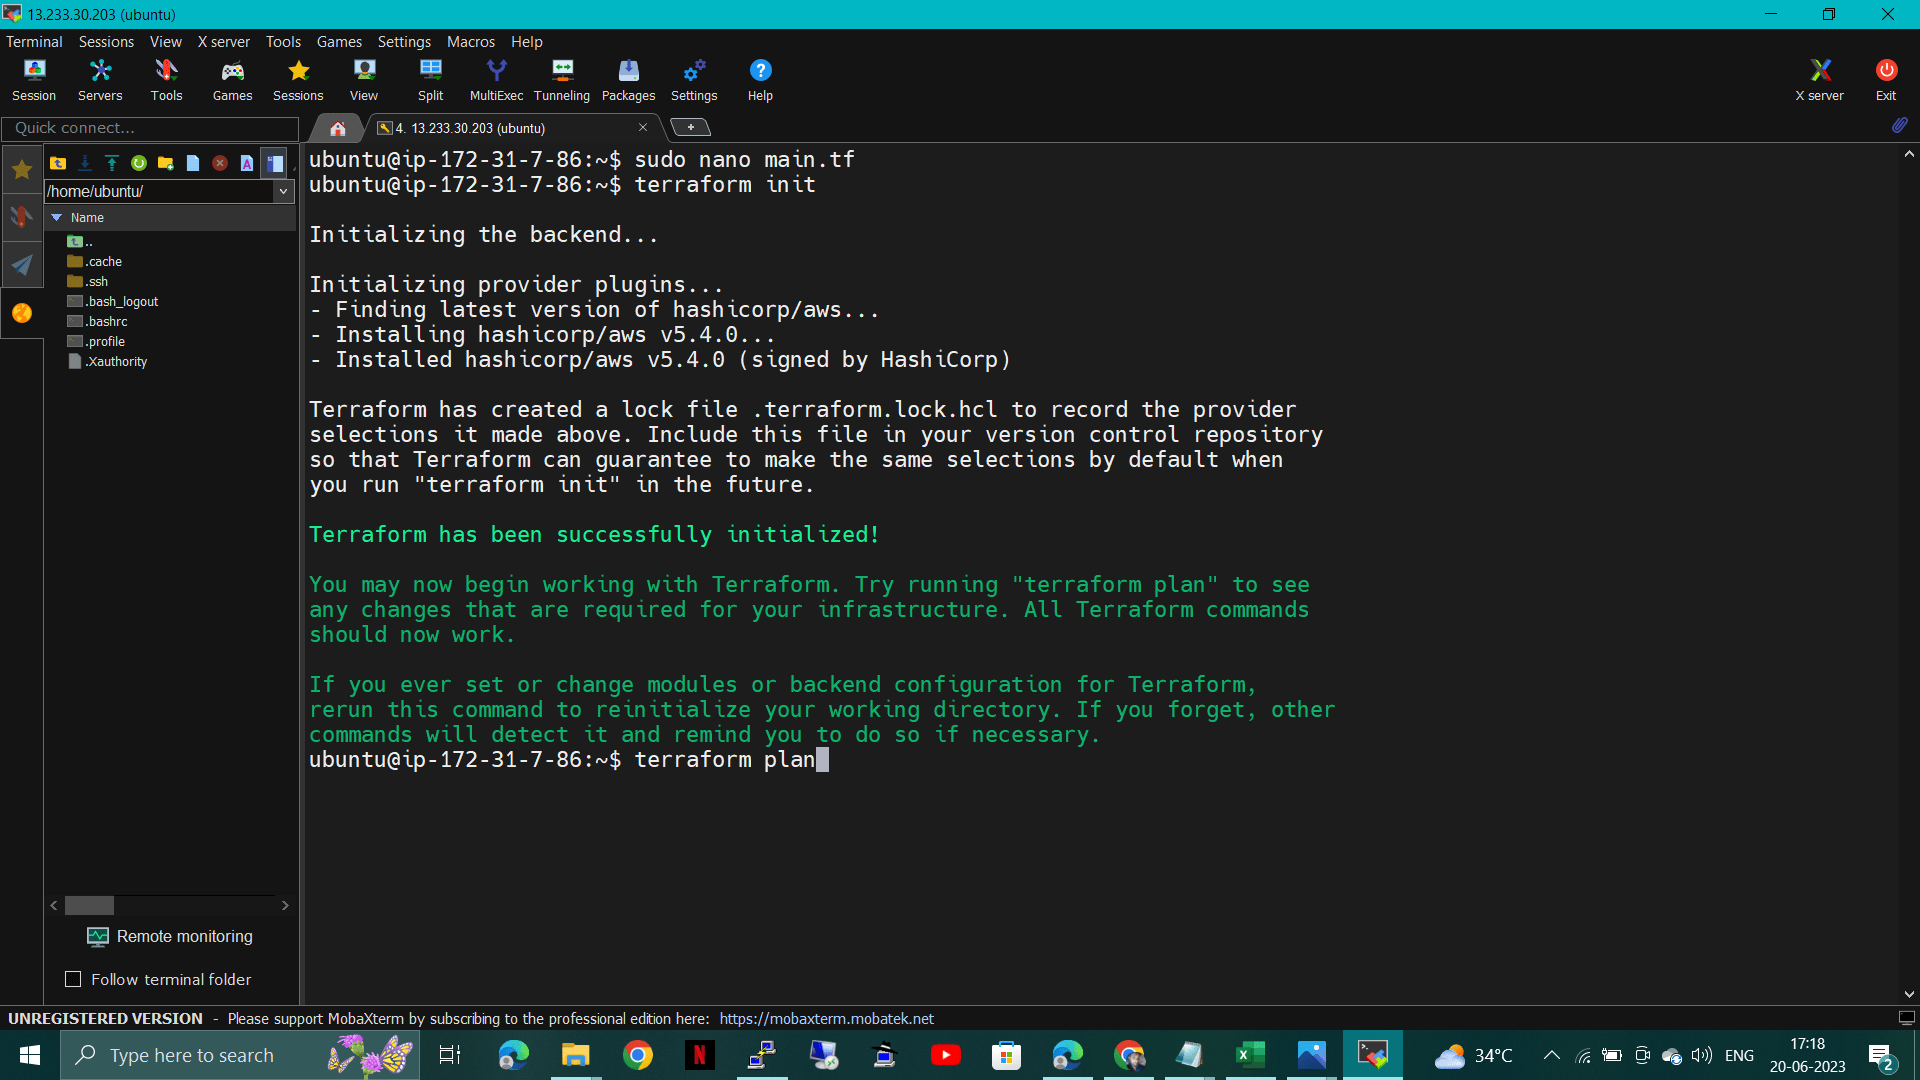 13.233.30.203 (ubuntu)
Terminal Sessions View X server Tools Games Settings Macros Help
Session Servers Tools Games Sessions View Split MultiExec Tunneling Packages Settings Help X server Exit
Quick connect...
4. 13.233.30.203 (ubuntu)
/home/ubuntu/
Name
..
.cache
.ssh
.bash_logout
.bashrc
.profile
.Xauthority
Remote monitoring
Follow terminal folder
ubuntu@ip-172-31-7-86:~$ sudo nano main.tf
ubuntu@ip-172-31-7-86:~$ terraform init
Initializing the backend...
Initializing provider plugins...
- Finding latest version of hashicorp/aws...
- Installing hashicorp/aws v5.4.0...
- Installed hashicorp/aws v5.4.0 (signed by HashiCorp)
Terraform has created a lock file .terraform.lock.hcl to record the provider
selections it made above. Include this file in your version control repository
so that Terraform can guarantee to make the same selections by default when
you run "terraform init" in the future.
Terraform has been successfully initialized!
You may now begin working with Terraform. Try running "terraform plan" to see
any changes that are required for your infrastructure. All Terraform commands
should now work.
If you ever set or change modules or backend configuration for Terraform,
rerun this command to reinitialize your working directory. If you forget, other
commands will detect it and remind you to do so if necessary.
ubuntu@ip-172-31-7-86:~$ terraform plan
UNREGISTERED VERSION - Please support MobaXterm by subscribing to the professional edition here: https://mobaxterm.mobatek.net
Type here to search
34°C
ENG
17:18
20-06-2023
2